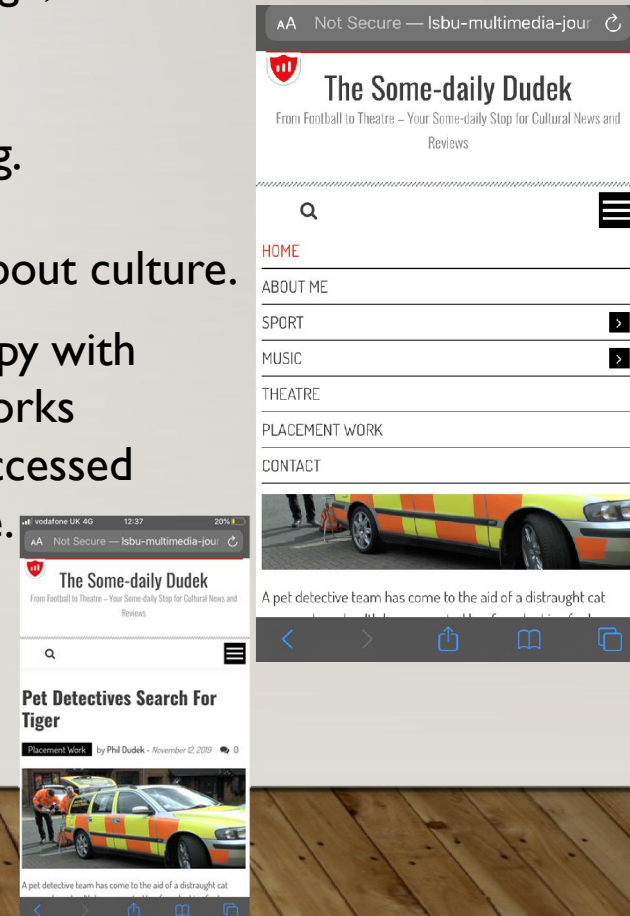 g.
bout culture.
py with
orks
ccessed
e.
AA Not Secure — lsbu-multimedia-jour
The Some-daily Dudek
From Football to Theatre – Your Some-daily Stop for Cultural News and
Reviews
HOME
ABOUT ME
SPORT
MUSIC
THEATRE
PLACEMENT WORK
CONTACT
A pet detective team has come to the aid of a distraught cat
vodafone UK 4G 12:37 20%
AA Not Secure — lsbu-multimedia-jour
The Some-daily Dudek
From Football to Theatre – Your Some-daily Stop for Cultural News and
Reviews
Pet Detectives Search For
Tiger
Placement Work by Phil Dudek - November 12, 2019 0
A pet detective team has come to the aid of a distraught cat